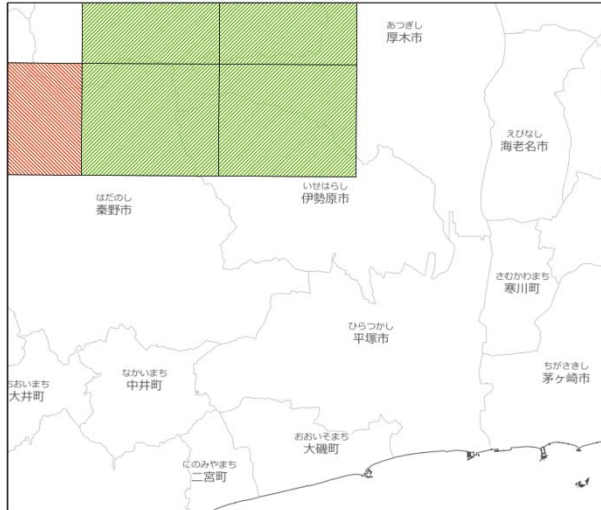 あつぎし
厚木市
えびなし
海老名市
いせはらし
伊勢原市
はだのし
秦野市
さむかわまち
寒川町
ひらつかし
平塚市
ちがさきし
茅ヶ崎市
なかいまち
中井町
おおいまち
大井町
おおいそまち
大磯町
にのみやまち
二宮町